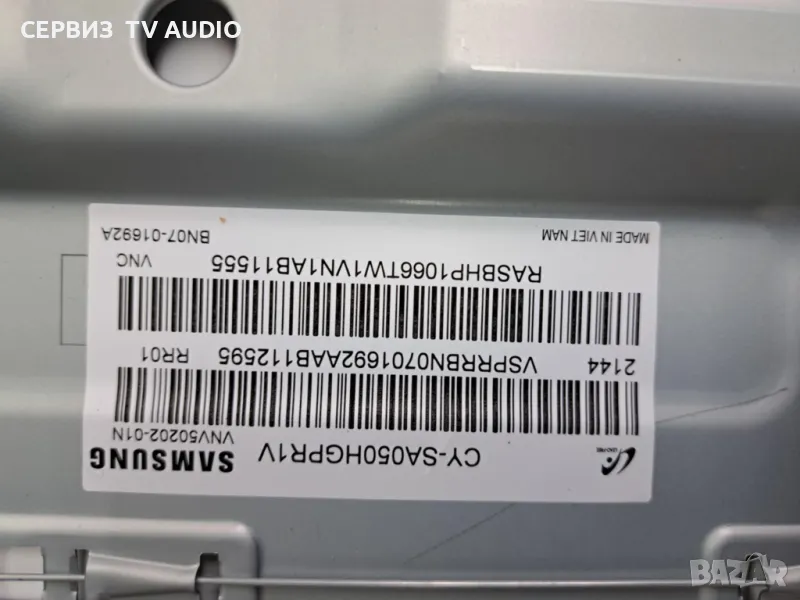 СЕРВИЗ TV AUDIO
CY-SA050HGPR1V
SAMSUNG
VNV50202-01N
2144 VSPRRBN0701692AAB112595 RR01
RASBHP1066TW1VN1AB11555 VNC
MADE IN VIET NAM BN07-01692A
BAZAR